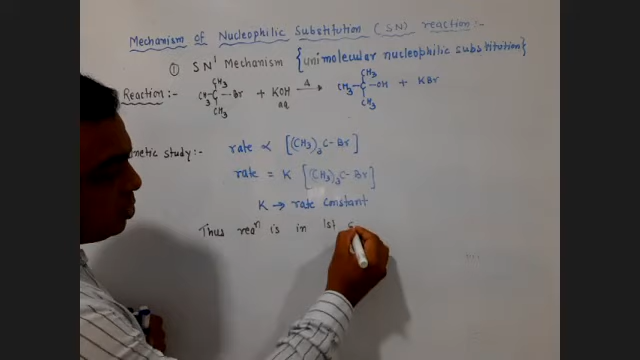 Mechanism of Nucleophilic Substitution (SN) reaction:-
① SN¹ Mechanism {unimolecular nucleophilic substitution}
CH3 CH3
Reaction:- CH3-C-Br + KOH Δ→ CH3-C-OH + KBr
CH3 aq CH3
netic study:- rate ∝ [(CH3)3C-Br]
rate = K [(CH3)3C-Br]
K → rate constant
Thus reaⁿ is in 1st